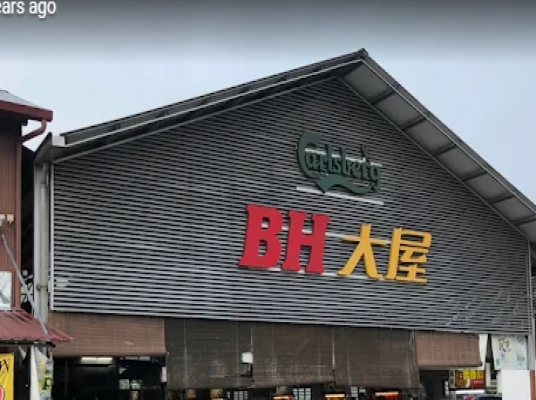 ears ago
Carlsberg
BH 大屋